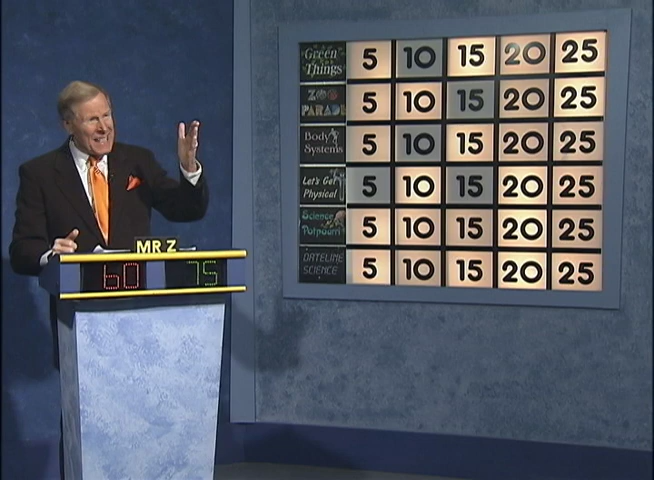 Green Things 5 10 15 20 25
ZOO PARADE 5 10 15 20 25
Body Systems 5 10 15 20 25
Let's Get Physical 5 10 15 20 25
Science Potpourri 5 10 15 20 25
DATELINE SCIENCE 5 10 15 20 25
MR Z
60 75